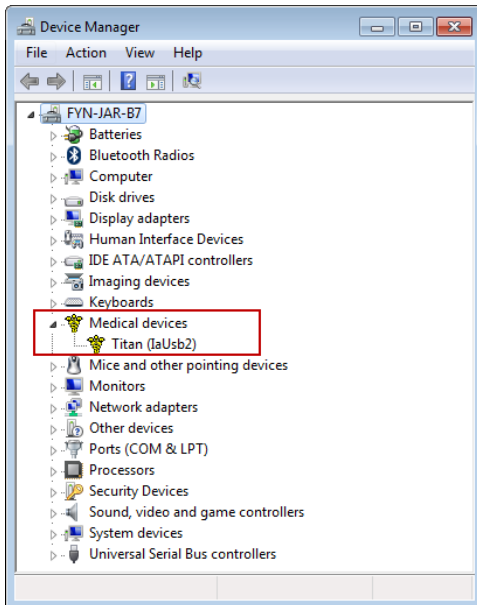 Device Manager
File Action View Help
FYN-JAR-B7
Batteries
Bluetooth Radios
Computer
Disk drives
Display adapters
Human Interface Devices
IDE ATA/ATAPI controllers
Imaging devices
Keyboards
Medical devices
Titan (IaUsb2)
Mice and other pointing devices
Monitors
Network adapters
Other devices
Ports (COM & LPT)
Processors
Security Devices
Sound, video and game controllers
System devices
Universal Serial Bus controllers